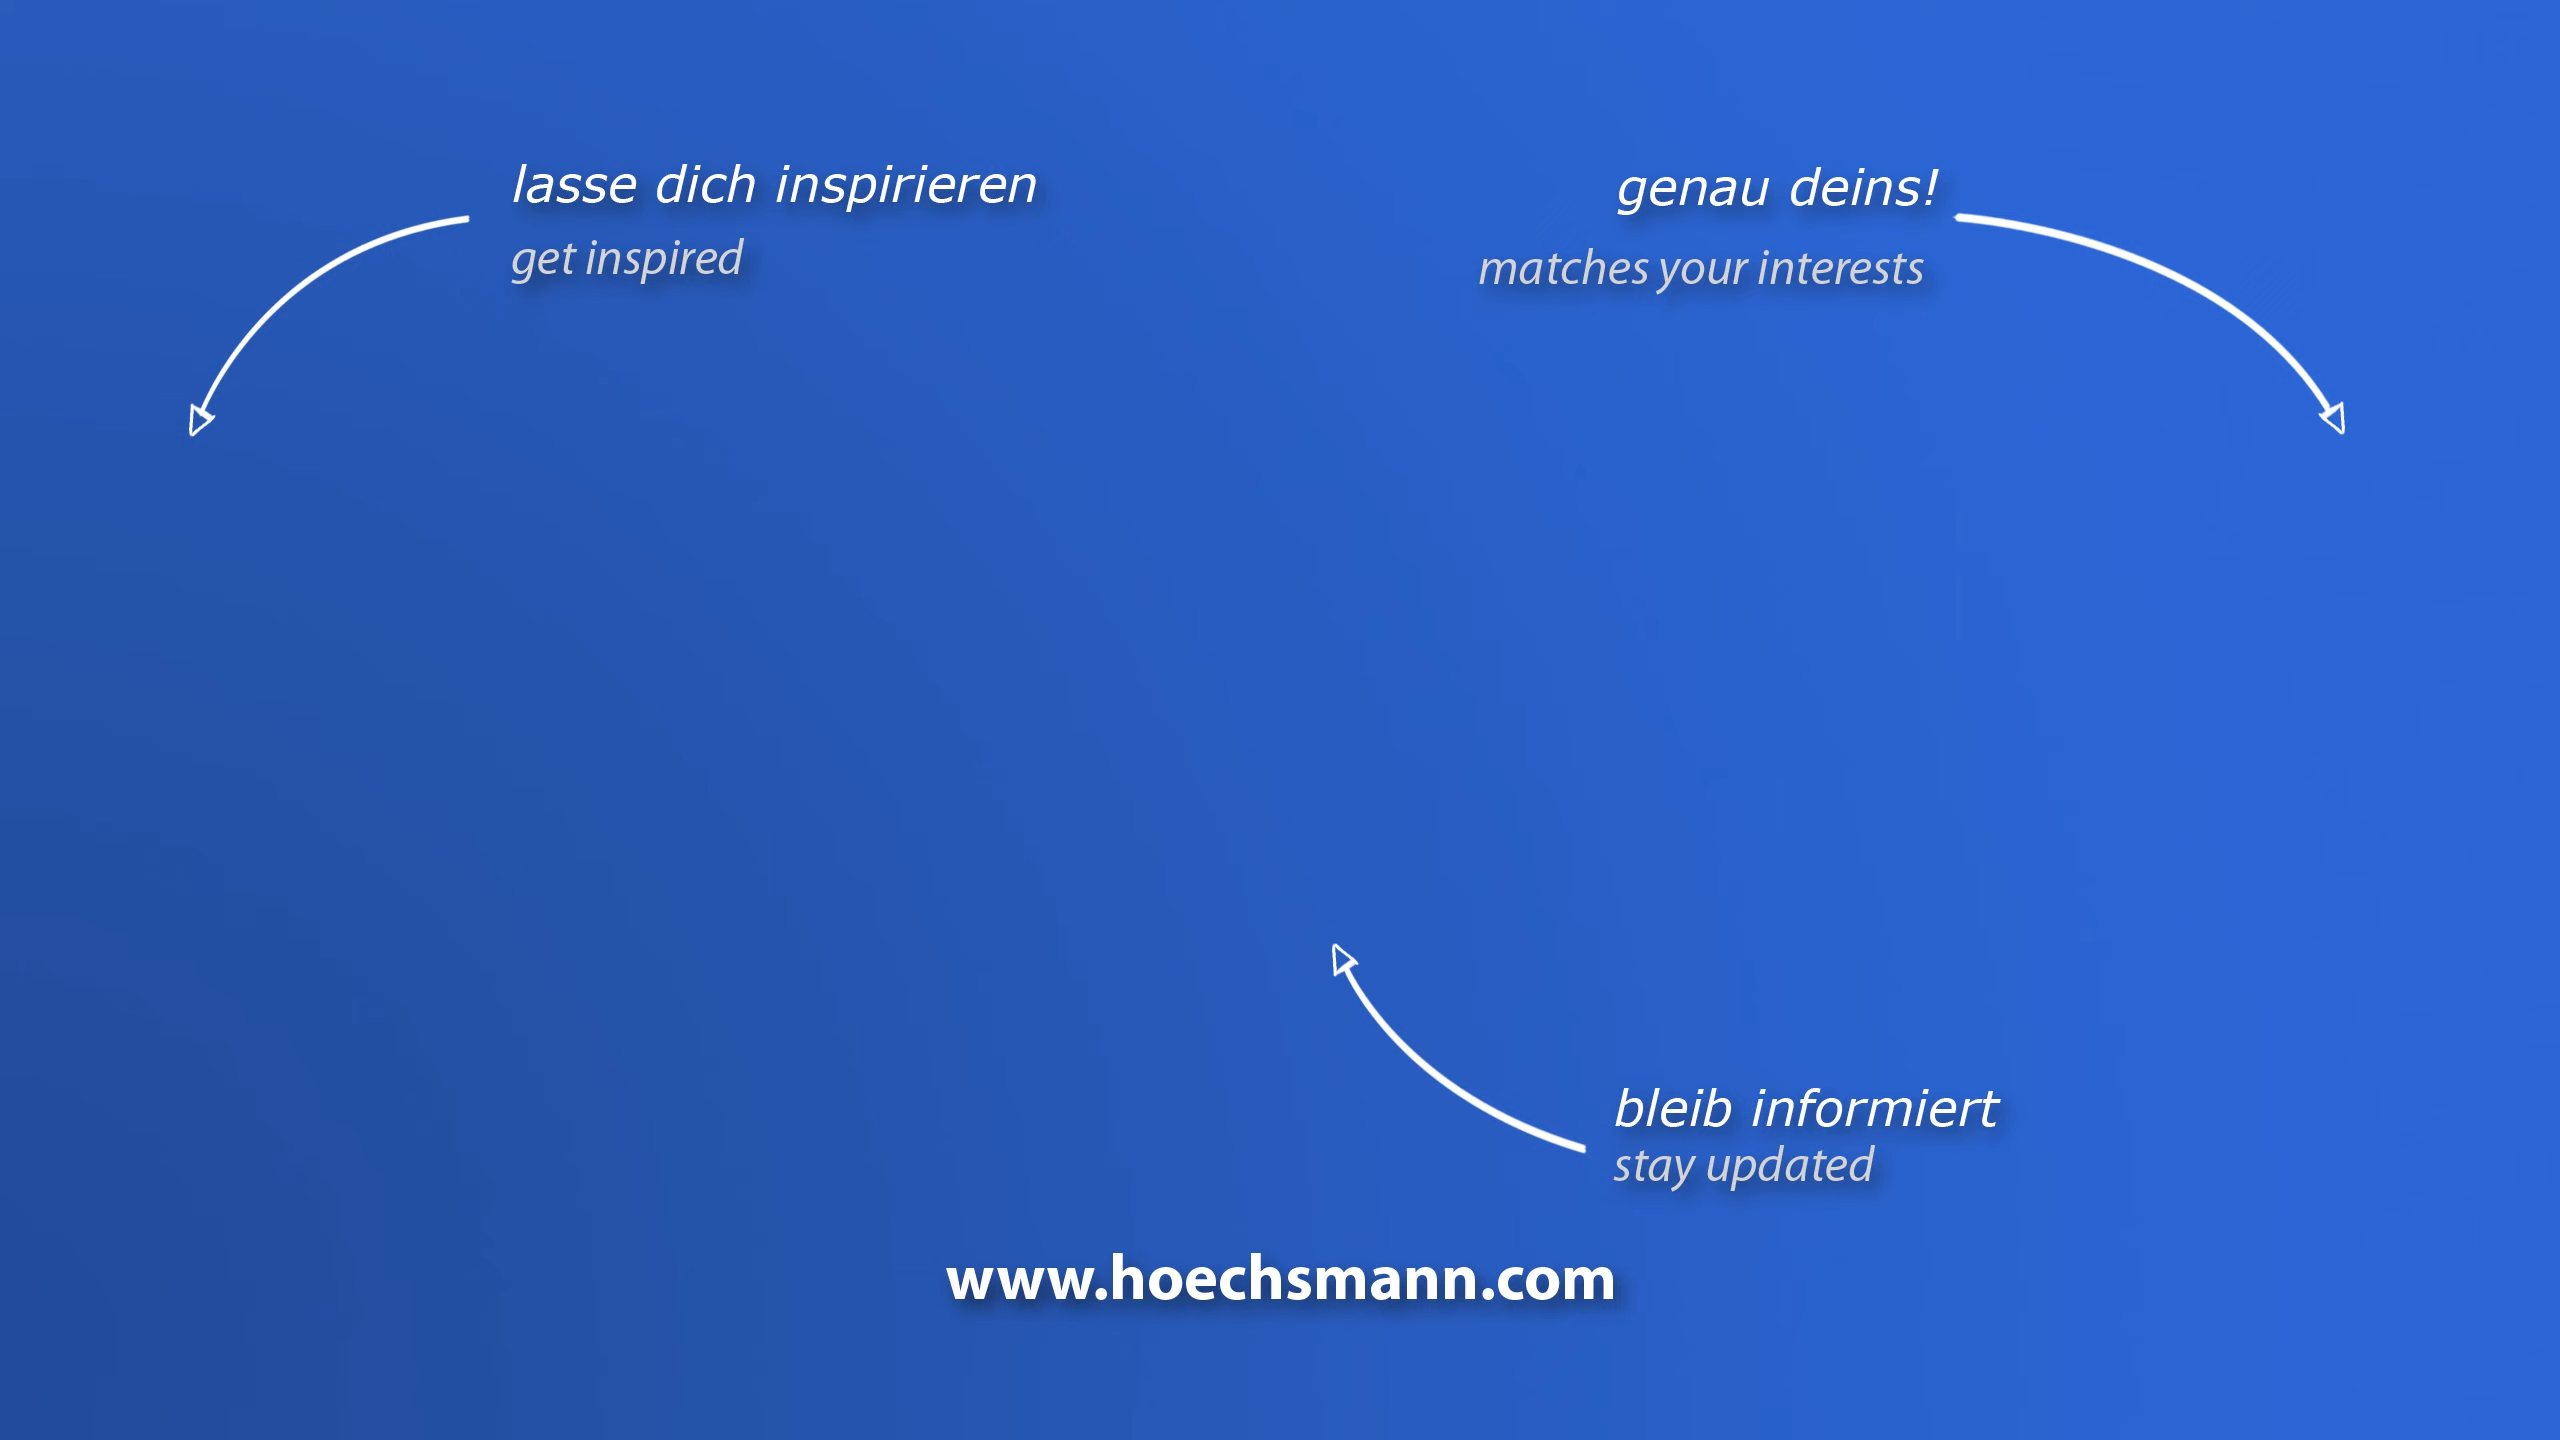 lasse dich inspirieren
get inspired
genau deins!
matches your interests
bleib informiert
stay updated
www.hoechsmann.com